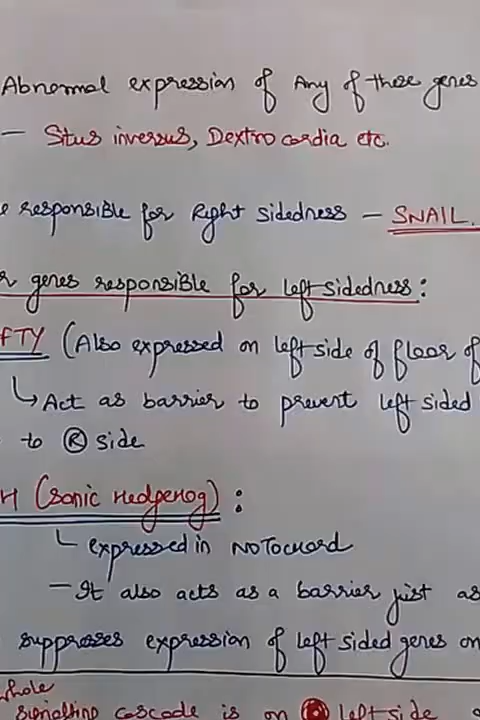 Abnormal expression of Any of these genes
— Situs inversus, Dextro cardia etc.
e responsible for Right sidedness — SNAIL.
r genes responsible for left sidedness :
FTY (Also expressed on left side of floor of
↳ Act as barrier to prevent left sided
to Ⓡ side
H (Sonic Hedgehog) :
expressed in NOTochord
— It also acts as a barrier just as
suppresses expression of left sided genes on
whole
signalling cascade is on left side